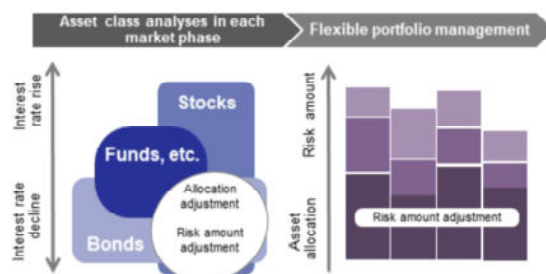 Asset class analyses in each
market phase
Flexible portfolio management
Interest
rate rise
Interest rate
decline
Stocks
Funds, etc.
Bonds
Allocation
adjustment
Risk amount
adjustment
Risk amount
Asset
allocation
Risk amount adjustment